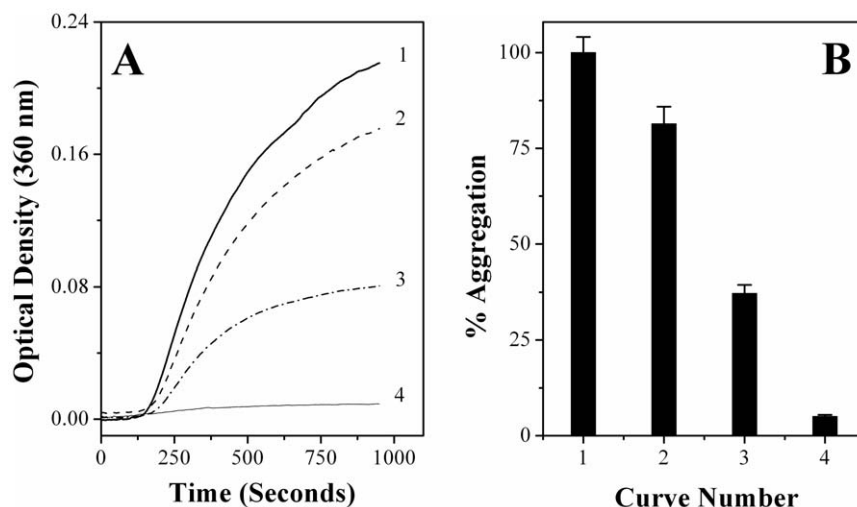 A
Optical Density (360 nm)
0.24
0.16
0.08
0.00
1
2
3
4
0 250 500 750 1000
Time (Seconds)
B
% Aggregation
100
75
50
25
0
1 2 3 4
Curve Number